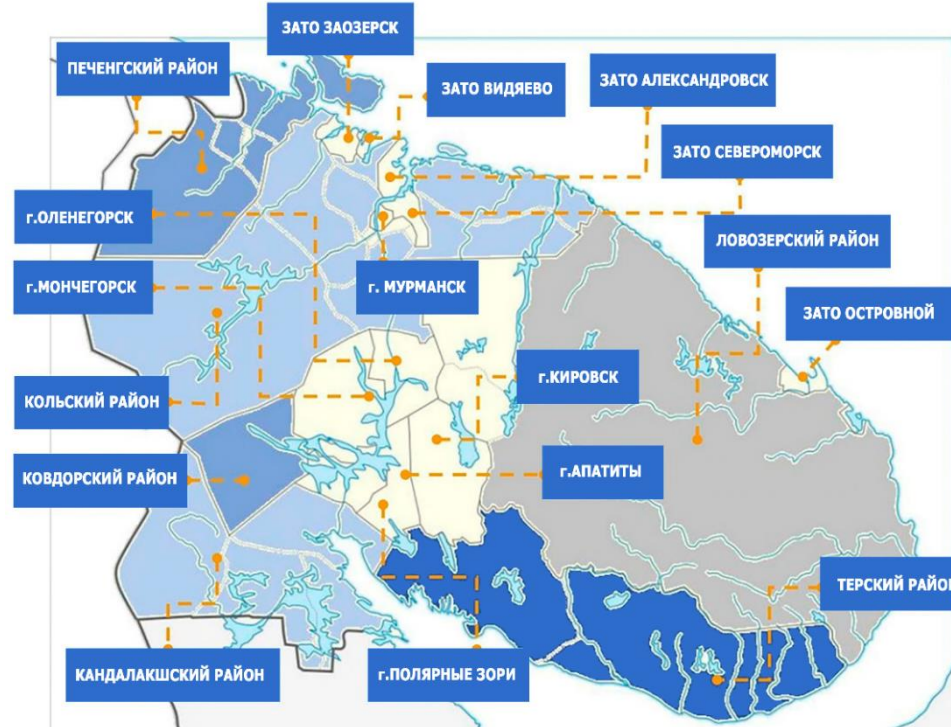 ЗАТО ЗАОЗЕРСК
ПЕЧЕНГСКИЙ РАЙОН
ЗАТО ВИДЯЕВО
ЗАТО АЛЕКСАНДРОВСК
ЗАТО СЕВЕРОМОРСК
г.ОЛЕНЕГОРСК
ЛОВОЗЕРСКИЙ РАЙОН
г.МОНЧЕГОРСК
г. МУРМАНСК
ЗАТО ОСТРОВНОЙ
г.КИРОВСК
КОЛЬСКИЙ РАЙОН
г.АПАТИТЫ
КОВДОРСКИЙ РАЙОН
ТЕРСКИЙ РАЙОН
КАНДАЛАКШСКИЙ РАЙОН
г.ПОЛЯРНЫЕ ЗОРИ